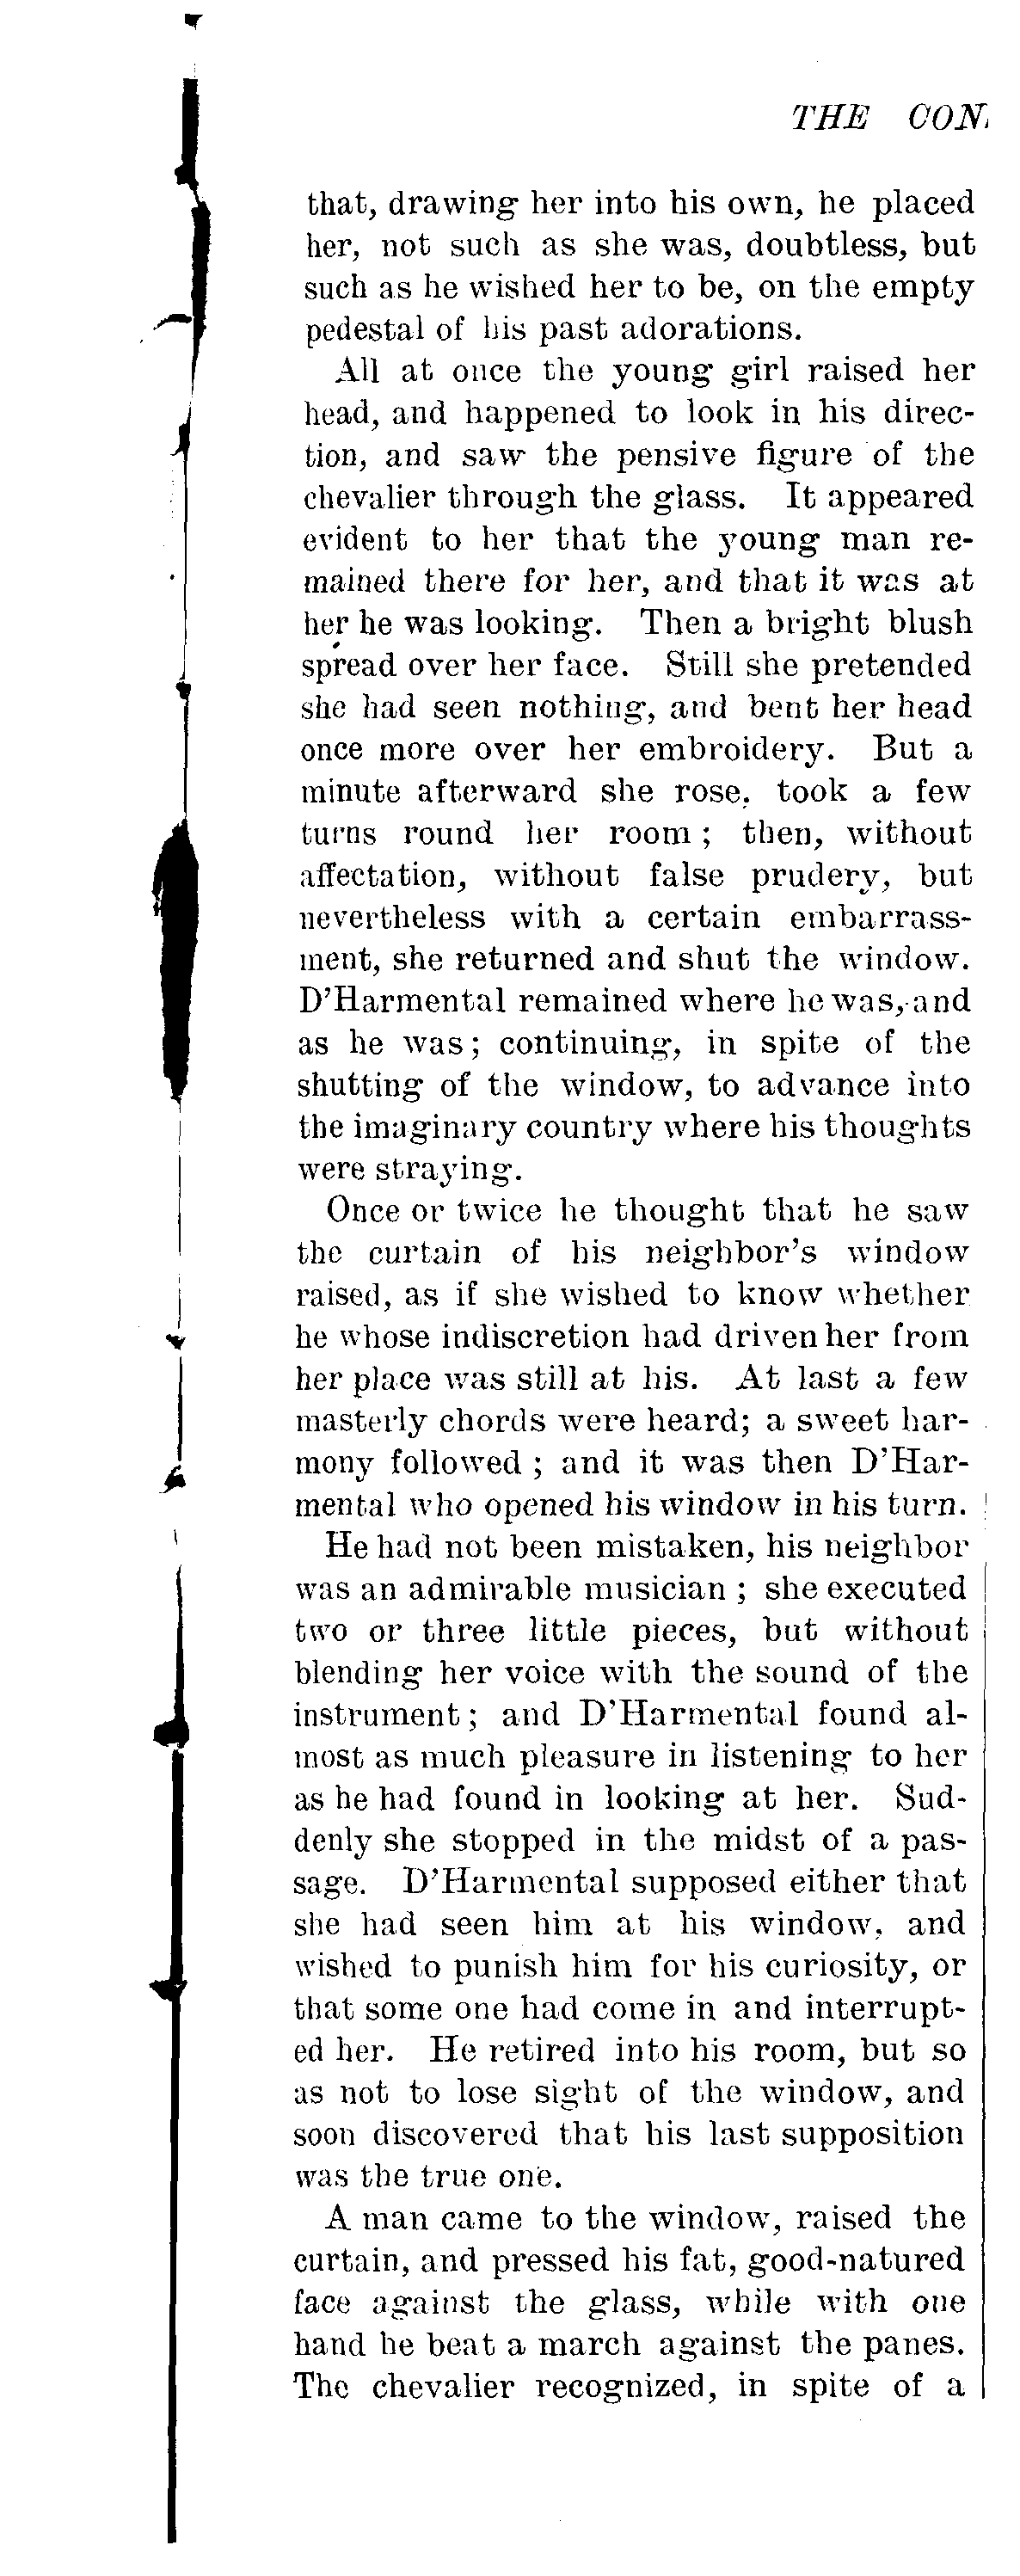 THE CON
that, drawing her into his own, he placed
her, not such as she was, doubtless, but
such as he wished her to be, on the empty
pedestal of his past adorations.
All at once the young girl raised her
head, and happened to look in his direc-
tion, and saw the pensive figure of the
chevalier through the glass. It appeared
evident to her that the young man re-
mained there for her, and that it was at
her he was looking. Then a bright blush
spread over her face. Still she pretended
she had seen nothing, and bent her head
once more over her embroidery. But a
minute afterward she rose, took a few
turns round her room; then, without
affectation, without false prudery, but
nevertheless with a certain embarrass-
ment, she returned and shut the window.
D'Harmental remained where he was, and
as he was; continuing, in spite of the
shutting of the window, to advance into
the imaginary country where his thoughts
were straying.
Once or twice he thought that he saw
the curtain of his neighbor's window
raised, as if she wished to know whether
he whose indiscretion had driven her from
her place was still at his. At last a few
masterly chords were heard; a sweet har-
mony followed; and it was then D'Har-
mental who opened his window in his turn.
He had not been mistaken, his neighbor
was an admirable musician; she executed
two or three little pieces, but without
blending her voice with the sound of the
instrument; and D'Harmental found al-
most as much pleasure in listening to her
as he had found in looking at her. Sud-
denly she stopped in the midst of a pas-
sage. D'Harmental supposed either that
she had seen him at his window, and
wished to punish him for his curiosity, or
that some one had come in and interrupt-
ed her. He retired into his room, but so
as not to lose sight of the window, and
soon discovered that his last supposition
was the true one.
A man came to the window, raised the
curtain, and pressed his fat, good-natured
face against the glass, while with one
hand he beat a march against the panes.
The chevalier recognized, in spite of a